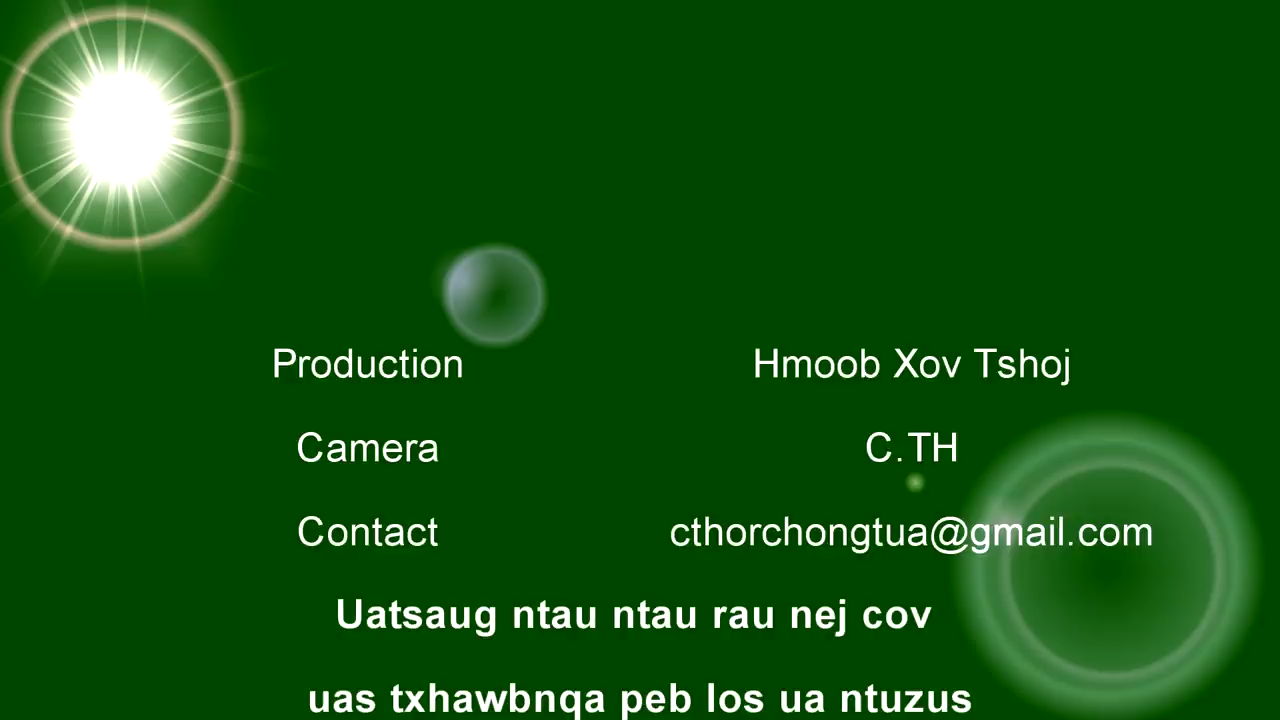 Production Hmoob Xov Tshoj
Camera C.TH
Contact cthorchongtua@gmail.com
Uatsaug ntau ntau rau nej cov
uas txhawbnqa peb los ua ntuzus